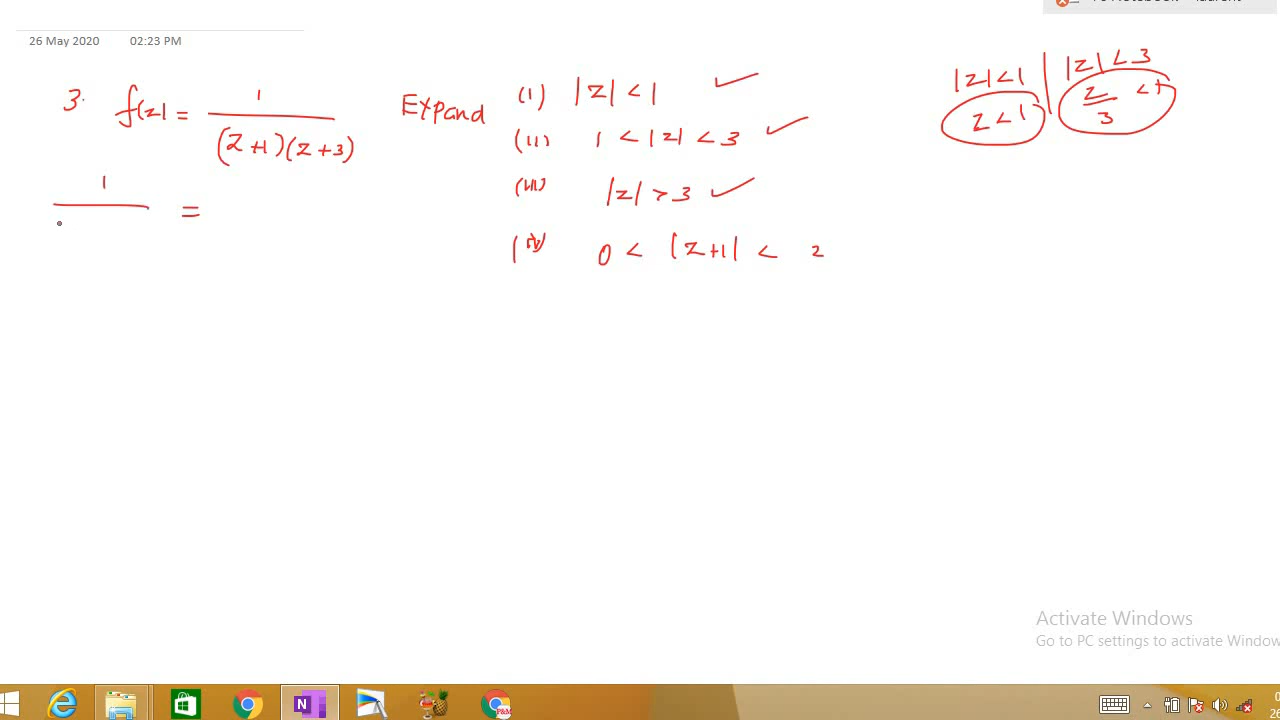 26 May 2020 02:23 PM
3. f(z) = 1 / (z+1)(z+3) Expand (i) |z| < 1 ✓
(ii) 1 < |z| < 3 ✓
(iii) |z| > 3 ✓
(iv) 0 < |z+1| < 2
|z| < 1 | |z| < 3
z < 1 z/3 < 1
1 / =
Activate Windows
Go to PC settings to activate Window
N
P&M